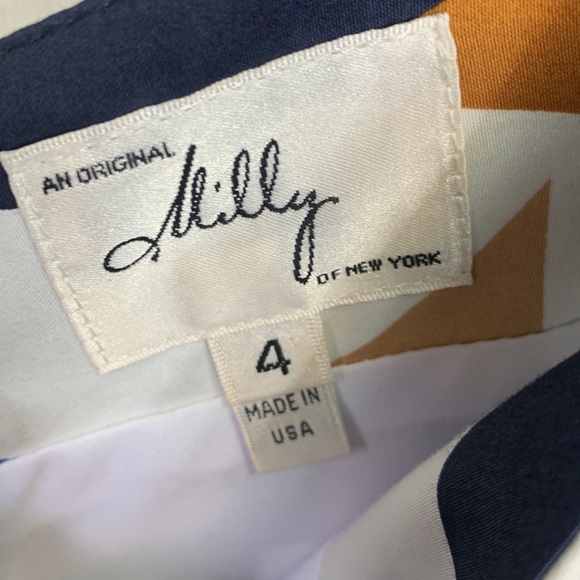 AN ORIGINAL
Milly
OF NEW YORK
4
MADE IN
USA